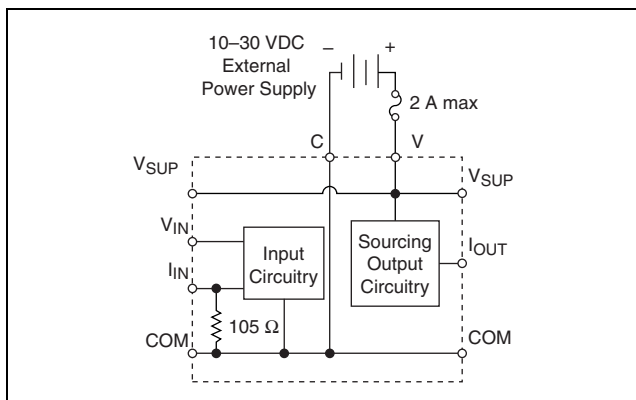 10–30 VDC
External
Power Supply
– +
2 A max
C V
VSUP
VSUP
VIN
Input
Circuitry
Sourcing
Output
Circuitry
IOUT
IIN
105 Ω
COM
COM